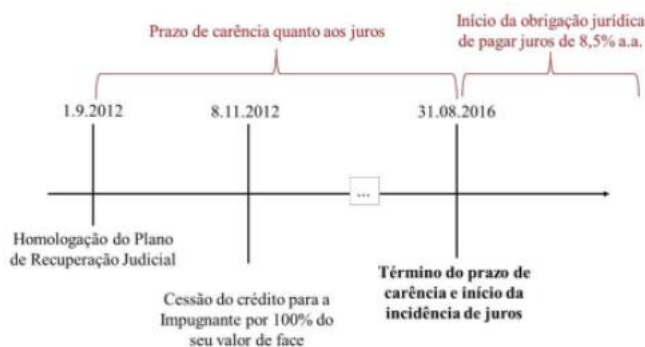 Prazo de carência quanto aos juros
Início da obrigação jurídica
de pagar juros de 8,5% a.a.
1.9.2012
8.11.2012
31.08.2016
...
Homologação do Plano
de Recuperação Judicial
Cessão do crédito para a
Impugnante por 100% do
seu valor de face
Término do prazo de
carência e início da
incidência de juros